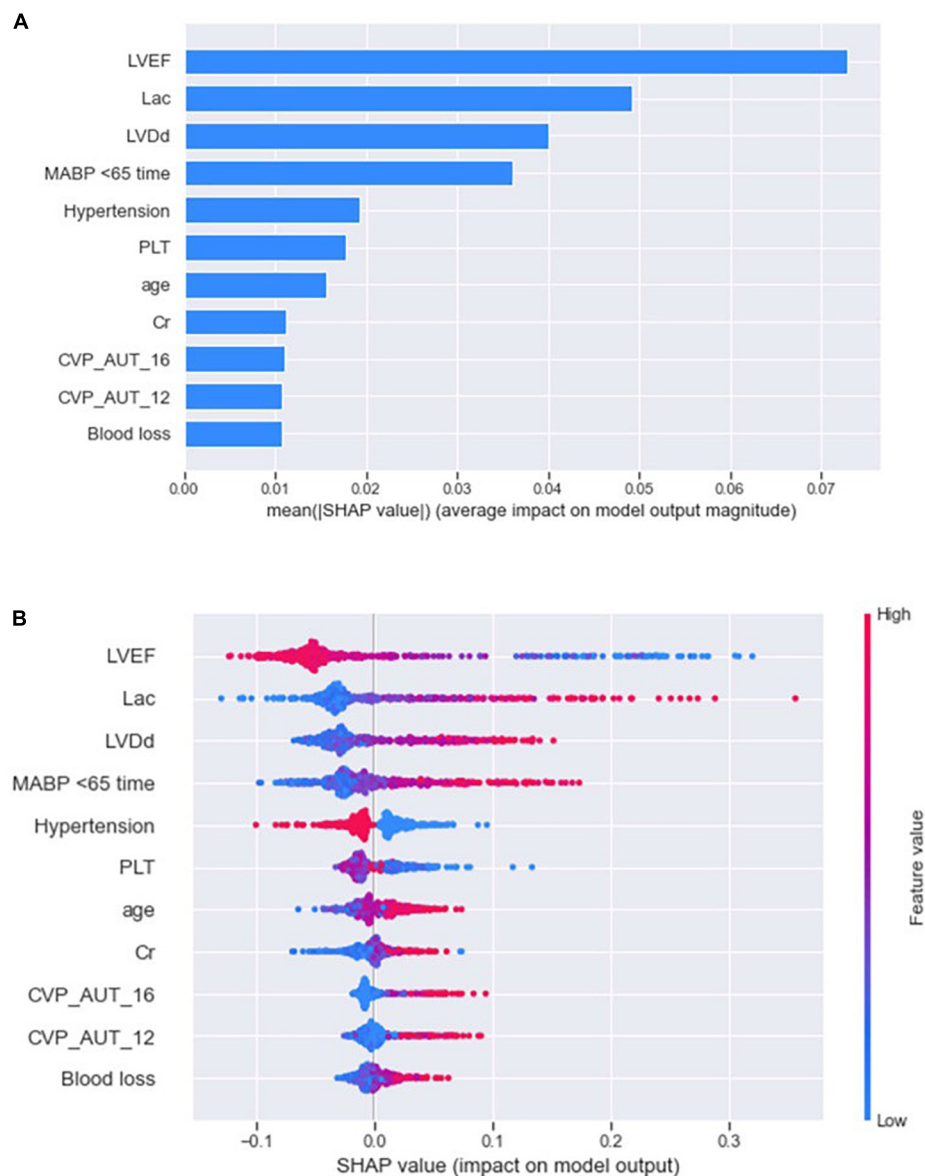 A
LVEF
Lac
LVDd
MABP <65 time
Hypertension
PLT
age
Cr
CVP_AUT_16
CVP_AUT_12
Blood loss
0.00 0.01 0.02 0.03 0.04 0.05 0.06 0.07
mean(|SHAP value|) (average impact on model output magnitude)
B
High
LVEF
Lac
LVDd
MABP <65 time
Hypertension
PLT
age
Cr
CVP_AUT_16
CVP_AUT_12
Blood loss
Feature value
Low
−0.1 0.0 0.1 0.2 0.3
SHAP value (impact on model output)